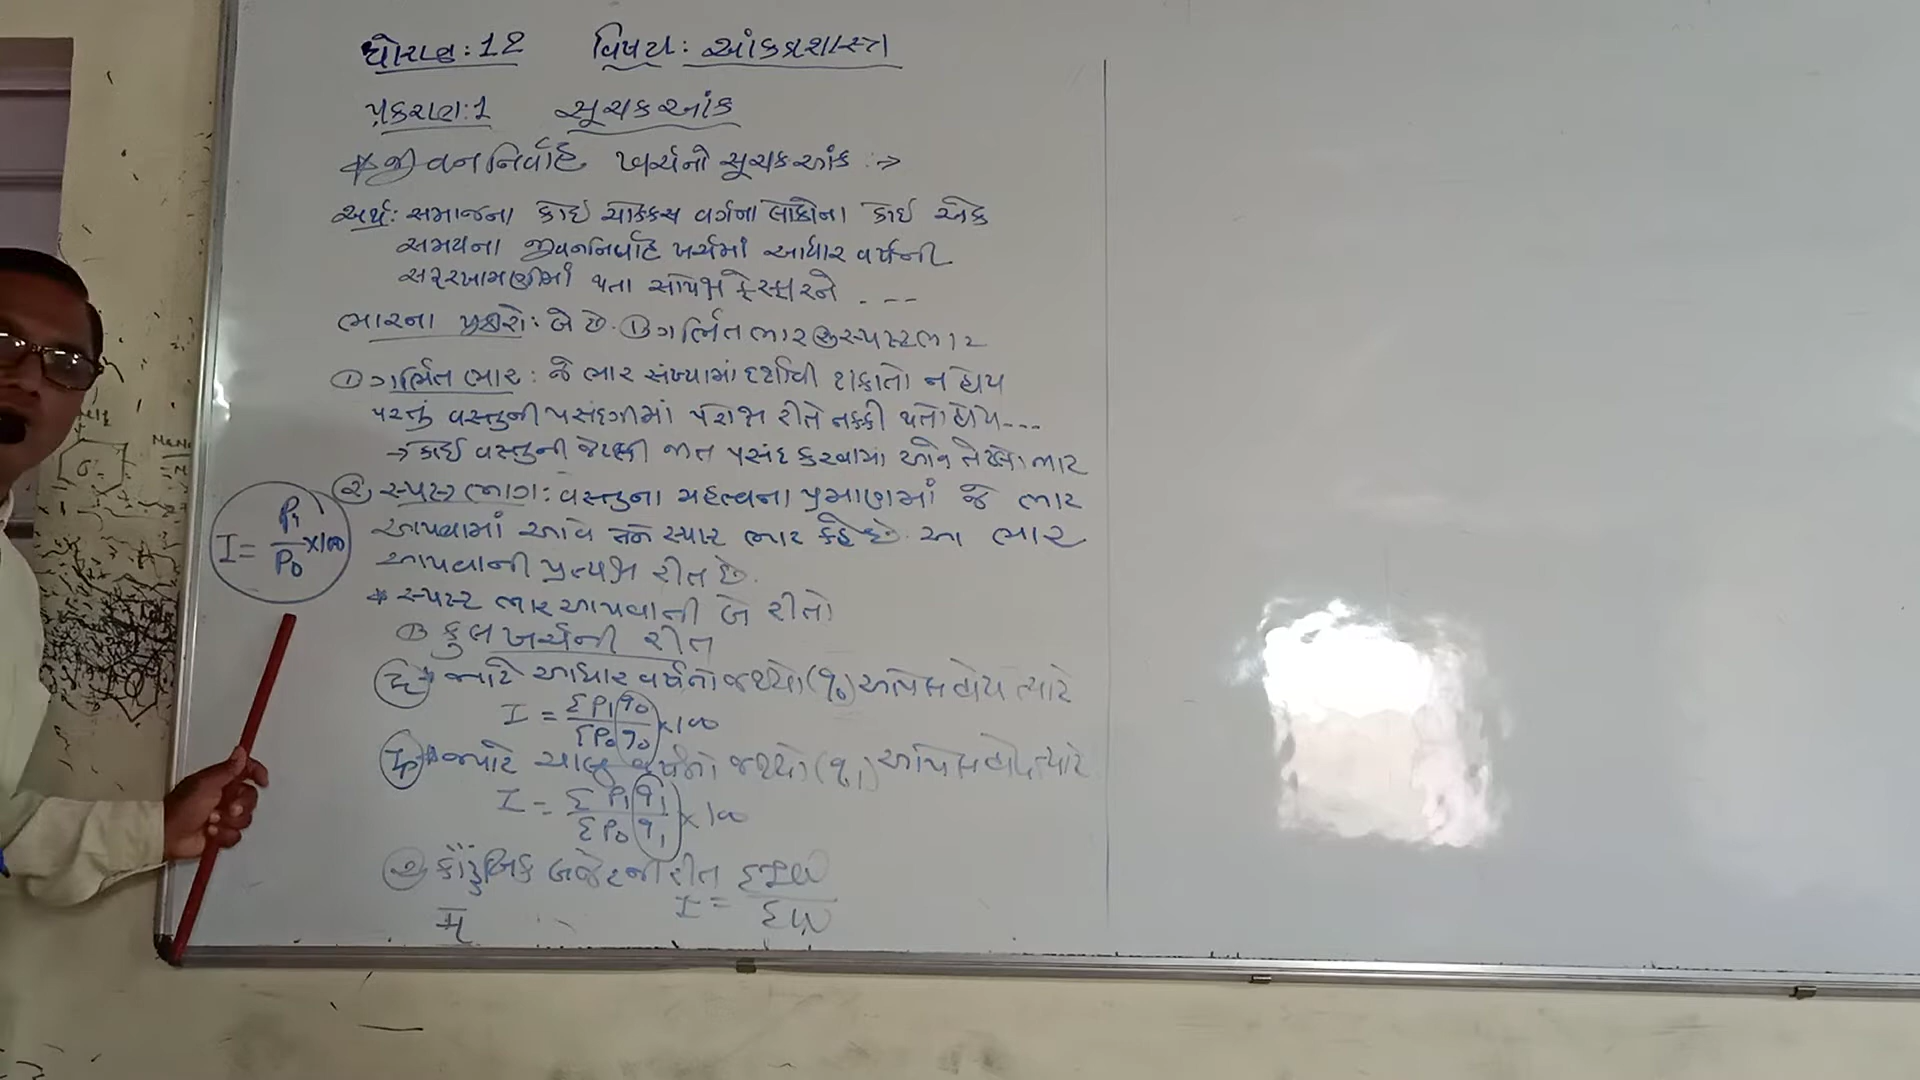 ધોરણ: 12 વિષય: આંકડાશાસ્ત્ર
પ્રકરણ: 1 સૂચકઆંક
* જીવનનિર્વાહ ખર્ચનો સૂચકઆંક :→
અર્થ: સમાજના કોઈ ચોક્કસ વર્ગના લોકોના કોઈ એક
સમયના જીવનનિર્વાહ ખર્ચમાં આધાર વર્ષની
સરખામણીમાં થતા સાપેક્ષ ફેરફારને . ---
ભારના પ્રકારો: બે છે. ① ગર્ભિત ભાર ② સ્પષ્ટ ભાર
① ગર્ભિત ભાર: જે ભાર સંખ્યામાં દર્શાવી શકાતો ન હોય
પરંતું વસ્તુની પસંદગીમાં પરોક્ષ રીતે નક્કી થતો હોય---
→ કોઈ વસ્તુની જેટલી જાત પસંદ કરવામાં આવે તેટલો ભાર
② સ્પષ્ટ ભાગ: વસ્તુના મહત્વના પ્રમાણમાં જે ભાર
આપવામાં આવે તેને સ્પષ્ટ ભાર કહે છે. આ ભાર
આપવાની પ્રત્યક્ષ રીત છે.
I = P₁/P₀ ×100
* સ્પષ્ટ ભાર આપવાની બે રીતો
① કુલ ખર્ચની રીત
* જ્યારે આધાર વર્ષનો જથ્થો (q₀) આપેલ હોય ત્યારે
I = ΣP₁q₀/ΣP₀q₀ ×100
* જ્યારે ચાલુ વર્ષનો જથ્થો (q₁) આપેલ હોય ત્યારે
I = ΣP₁q₁/ΣP₀q₁ ×100
② કૌટુંબિક બજેટની રીત I = ΣIW/ΣW